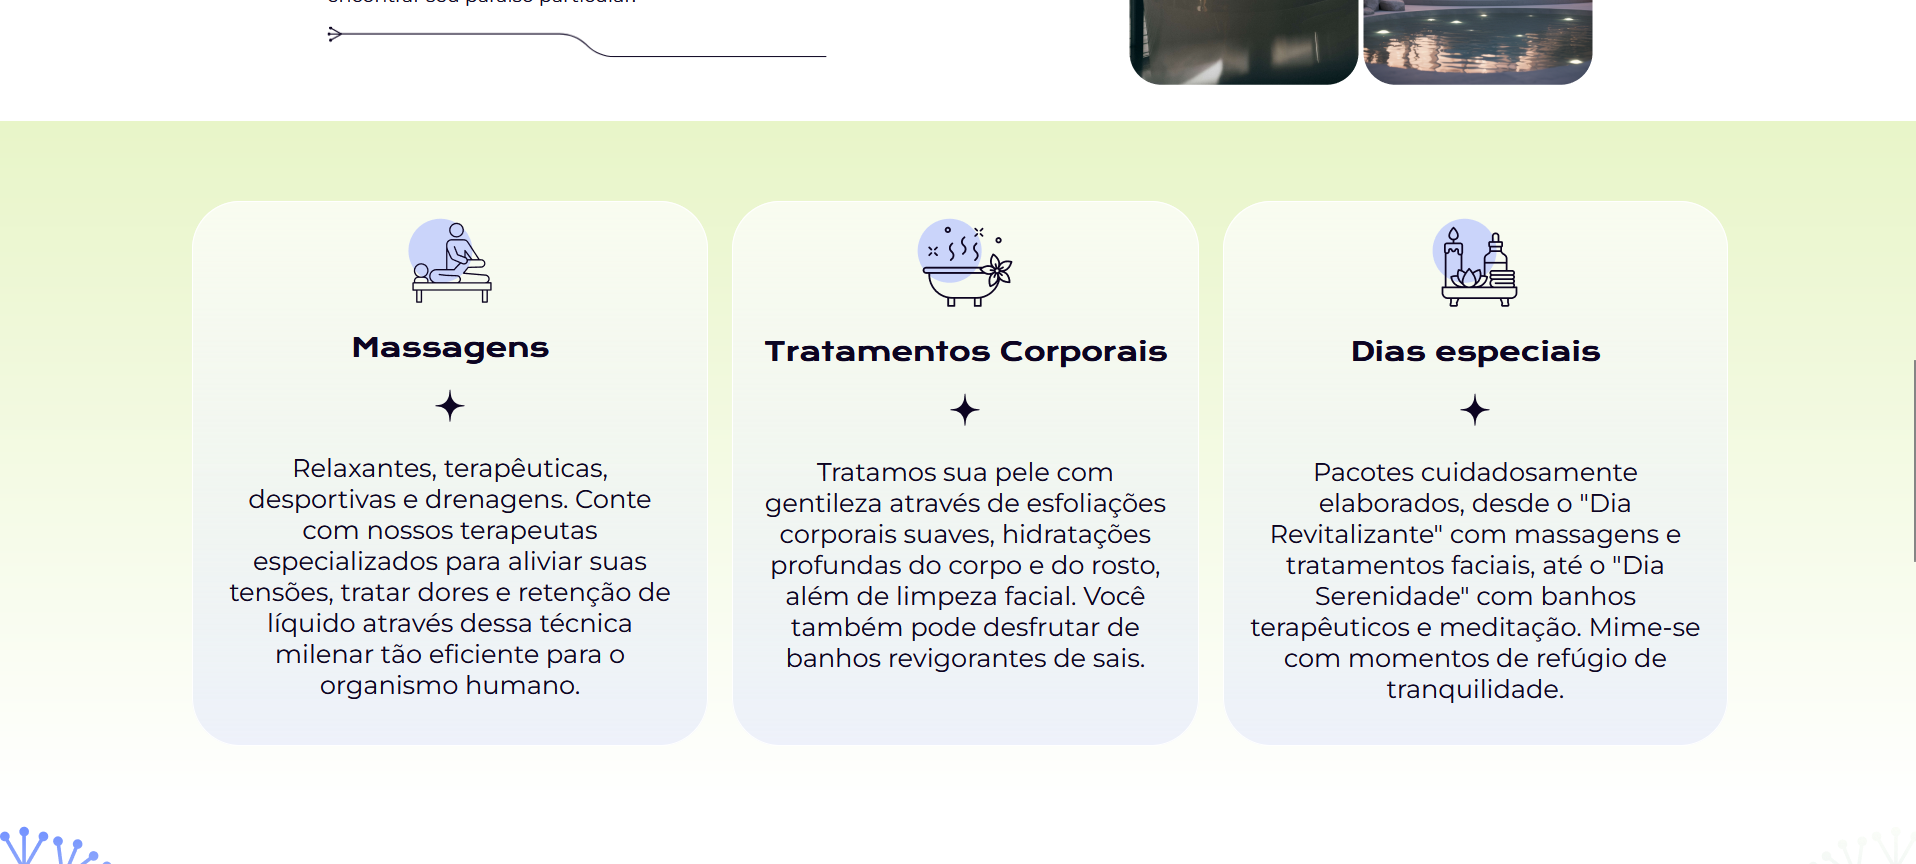 encontrar seu paraíso particular.
Massagens
Relaxantes, terapêuticas,
desportivas e drenagens. Conte
com nossos terapeutas
especializados para aliviar suas
tensões, tratar dores e retenção de
líquido através dessa técnica
milenar tão eficiente para o
organismo humano.
Tratamentos Corporais
Tratamos sua pele com
gentileza através de esfoliações
corporais suaves, hidratações
profundas do corpo e do rosto,
além de limpeza facial. Você
também pode desfrutar de
banhos revigorantes de sais.
Dias especiais
Pacotes cuidadosamente
elaborados, desde o "Dia
Revitalizante" com massagens e
tratamentos faciais, até o "Dia
Serenidade" com banhos
terapêuticos e meditação. Mime-se
com momentos de refúgio de
tranquilidade.